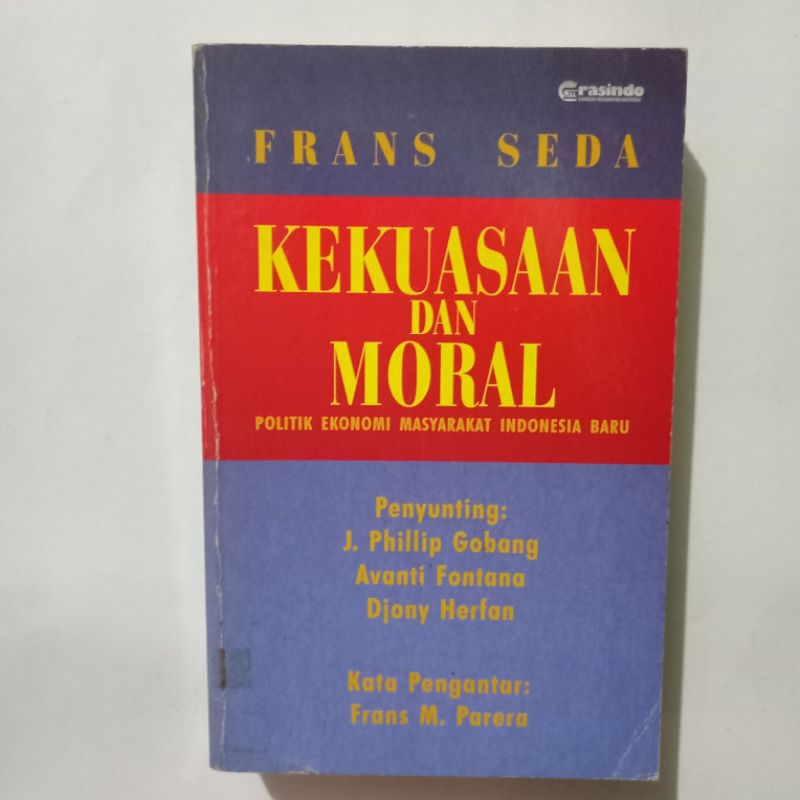 Grasindo
FRANS SEDA
KEKUASAAN
DAN
MORAL
POLITIK EKONOMI MASYARAKAT INDONESIA BARU
Penyunting:
J. Phillip Gobang
Avanti Fontana
Djony Herfan
Kata Pengantar:
Frans M. Parera